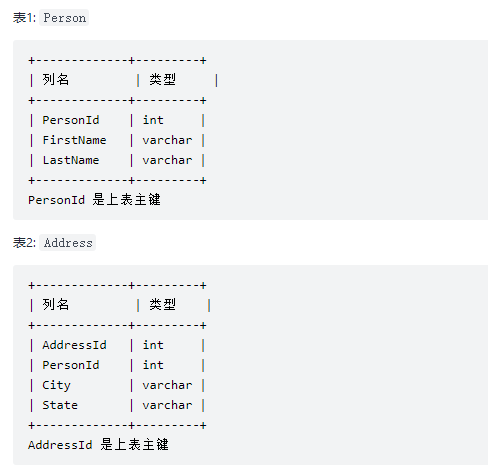 表1: Person
+-------------+---------+
| 列名         | 类型     |
+-------------+---------+
| PersonId    | int     |
| FirstName   | varchar |
| LastName    | varchar |
+-------------+---------+
PersonId 是上表主键
表2: Address
+-------------+---------+
| 列名         | 类型    |
+-------------+---------+
| AddressId   | int     |
| PersonId    | int     |
| City        | varchar |
| State       | varchar |
+-------------+---------+
AddressId 是上表主键